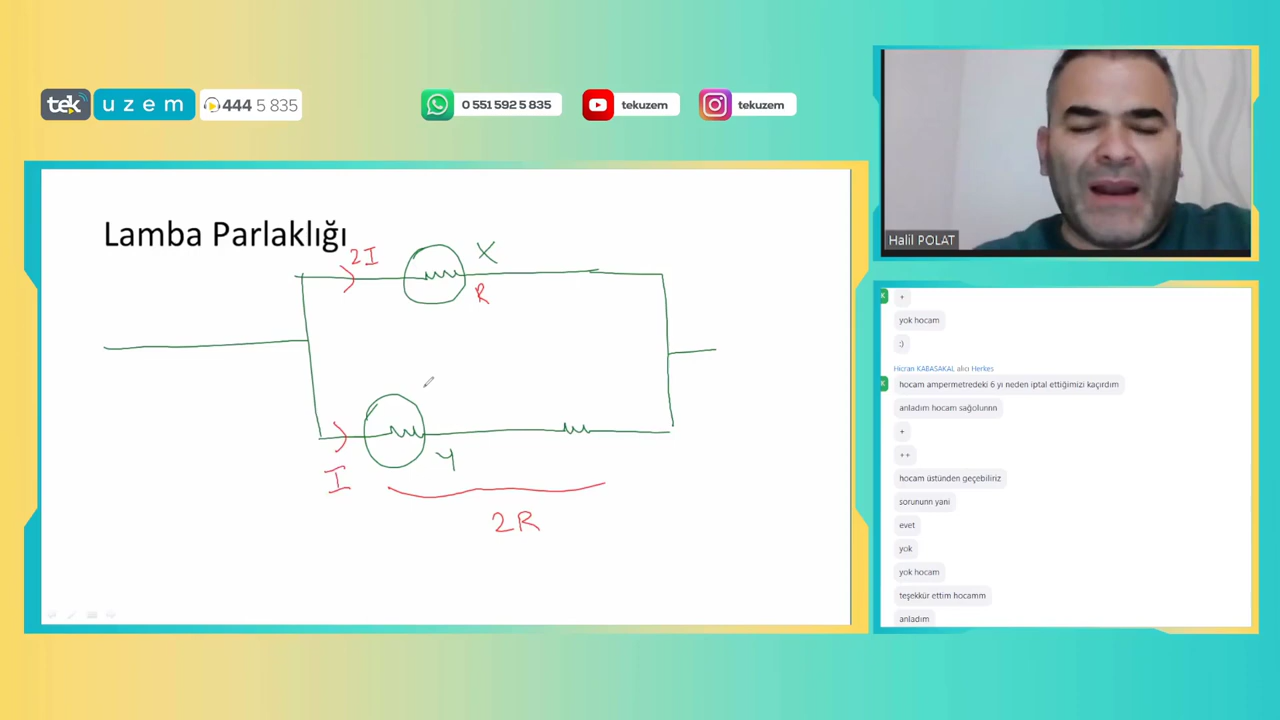 tek uzem 444 5 835
0 551 592 5 835
tekuzem
tekuzem
Lamba Parlaklığı
2I
X
R
I
Y
2R
Halil POLAT
+
yok hocam
:)
Hicran KABASAKAL alıcı Herkes
K
hocam ampermetredeki 6 yı neden iptal ettiğimizi kaçırdım
anladım hocam sağolunnn
+
++
hocam üstünden geçebiliriz
sorununn yani
evet
yok
yok hocam
teşekkür ettim hocamm
anladım